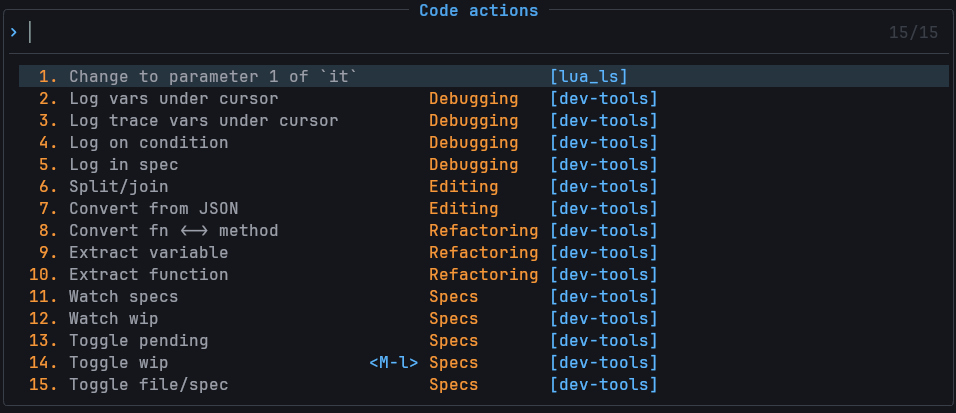 Code actions
› 15/15
1. Change to parameter 1 of `it` [lua_ls]
2. Log vars under cursor Debugging [dev-tools]
3. Log trace vars under cursor Debugging [dev-tools]
4. Log on condition Debugging [dev-tools]
5. Log in spec Debugging [dev-tools]
6. Split/join Editing [dev-tools]
7. Convert from JSON Editing [dev-tools]
8. Convert fn <-> method Refactoring [dev-tools]
9. Extract variable Refactoring [dev-tools]
10. Extract function Refactoring [dev-tools]
11. Watch specs Specs [dev-tools]
12. Watch wip Specs [dev-tools]
13. Toggle pending Specs [dev-tools]
14. Toggle wip <M-l> Specs [dev-tools]
15. Toggle file/spec Specs [dev-tools]